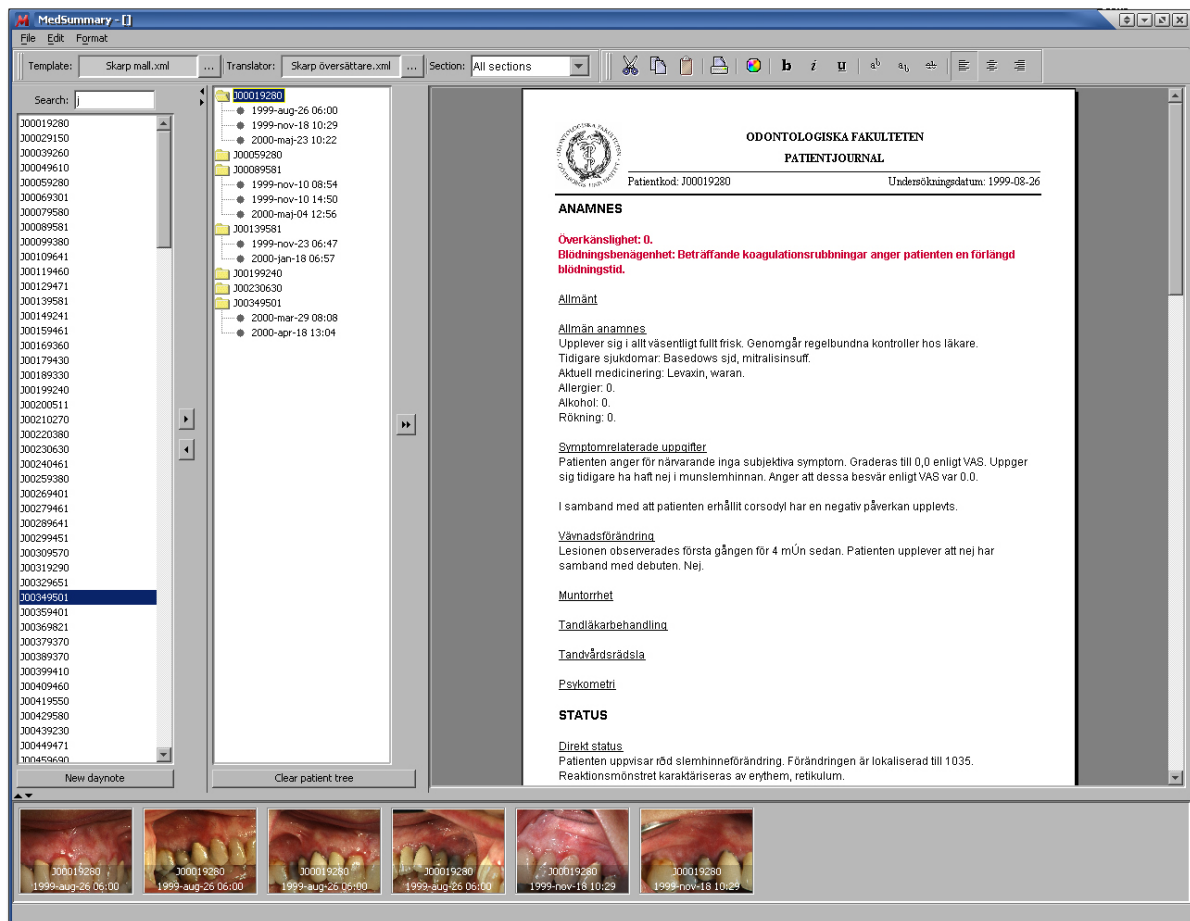 MedSummary - []
File Edit Format
Template: Skarp mall.xml ... Translator: Skarp översättare.xml ... Section: All sections
b i u a^b a_b ab
Search: j
J00019280
J00029150
J00039260
J00049610
J00059280
J00069301
J00079580
J00089581
J00099380
J00109641
J00119460
J00129471
J00139581
J00149241
J00159461
J00169360
J00179430
J00189330
J00199240
J00200511
J00210270
J00220380
J00230630
J00240461
J00259380
J00269401
J00279461
J00289641
J00299451
J00309570
J00319290
J00329651
J00349501
J00359401
J00369821
J00379370
J00389370
J00399410
J00409460
J00419550
J00429580
J00439230
J00449471
J00459690
New daynote
J00019280
1999-aug-26 06:00
1999-nov-18 10:29
2000-maj-23 10:22
J00059280
J00089581
1999-nov-10 08:54
1999-nov-10 14:50
2000-maj-04 12:56
J00139581
1999-nov-23 06:47
2000-jan-18 06:57
J00199240
J00230630
J00349501
2000-mar-29 08:08
2000-apr-18 13:04
Clear patient tree
ODONTOLOGISKA FAKULTETEN
PATIENTJOURNAL
Patientkod: J00019280 Undersökningsdatum: 1999-08-26
ANAMNES
Överkänslighet: 0.
Blödningsbenägenhet: Beträffande koagulationsrubbningar anger patienten en förlängd
blödningstid.
Allmänt
Allmän anamnes
Upplever sig i allt väsentligt fullt frisk. Genomgår regelbundna kontroller hos läkare.
Tidigare sjukdomar: Basedows sjd, mitralisinsuff.
Aktuell medicinering: Levaxin, waran.
Allergier: 0.
Alkohol: 0.
Rökning: 0.
Symptomrelaterade uppgifter
Patienten anger för närvarande inga subjektiva symptom. Graderas till 0,0 enligt VAS. Uppger
sig tidigare ha haft nej i munslemhinnan. Anger att dessa besvär enligt VAS var 0.0.
I samband med att patienten erhållit corsodyl har en negativ påverkan upplevts.
Vävnadsförändring
Lesionen observerades första gången för 4 mÚn sedan. Patienten upplever att nej har
samband med debuten. Nej.
Muntorrhet
Tandläkarbehandling
Tandvårdsrädsla
Psykometri
STATUS
Direkt status
Patienten uppvisar röd slemhinneförändring. Förändringen är lokaliserad till 1035.
Reaktionsmönstret karaktäriseras av erythem, retikulum.
J00019280
1999-aug-26 06:00
J00019280
1999-aug-26 06:00
J00019280
1999-aug-26 06:00
J00019280
1999-aug-26 06:00
J00019280
1999-nov-18 10:29
J00019280
1999-nov-18 10:29